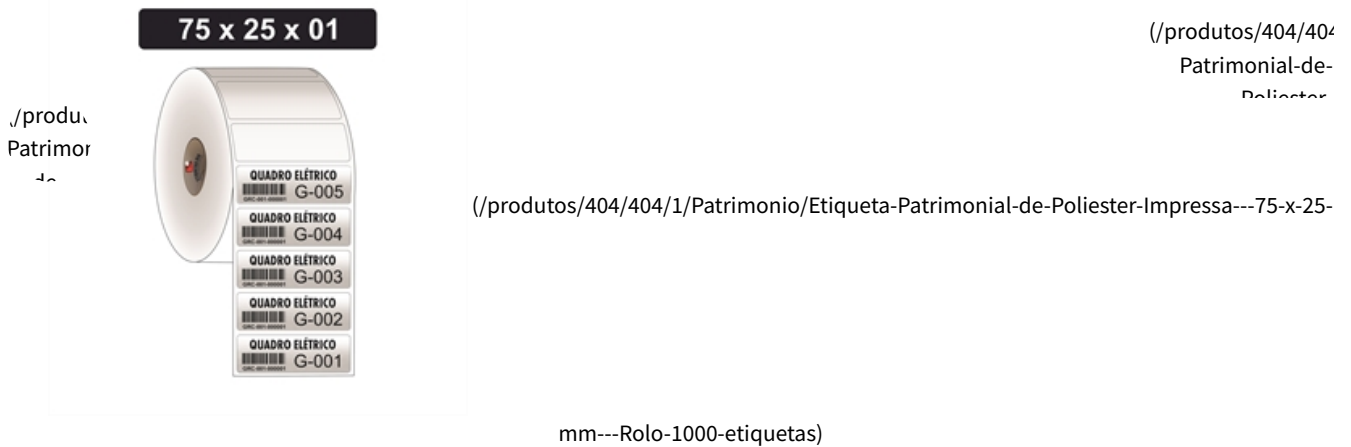 75 x 25 x 01
(/produtos/404/404
Patrimonial-de-
Poliester-
(/produ
Patrimor
de
QUADRO ELÉTRICO
G-005
QUADRO ELÉTRICO
G-004
(/produtos/404/404/1/Patrimonio/Etiqueta-Patrimonial-de-Poliester-Impressa---75-x-25-
QUADRO ELÉTRICO
G-003
QUADRO ELÉTRICO
G-002
QUADRO ELÉTRICO
G-001
mm---Rolo-1000-etiquetas)